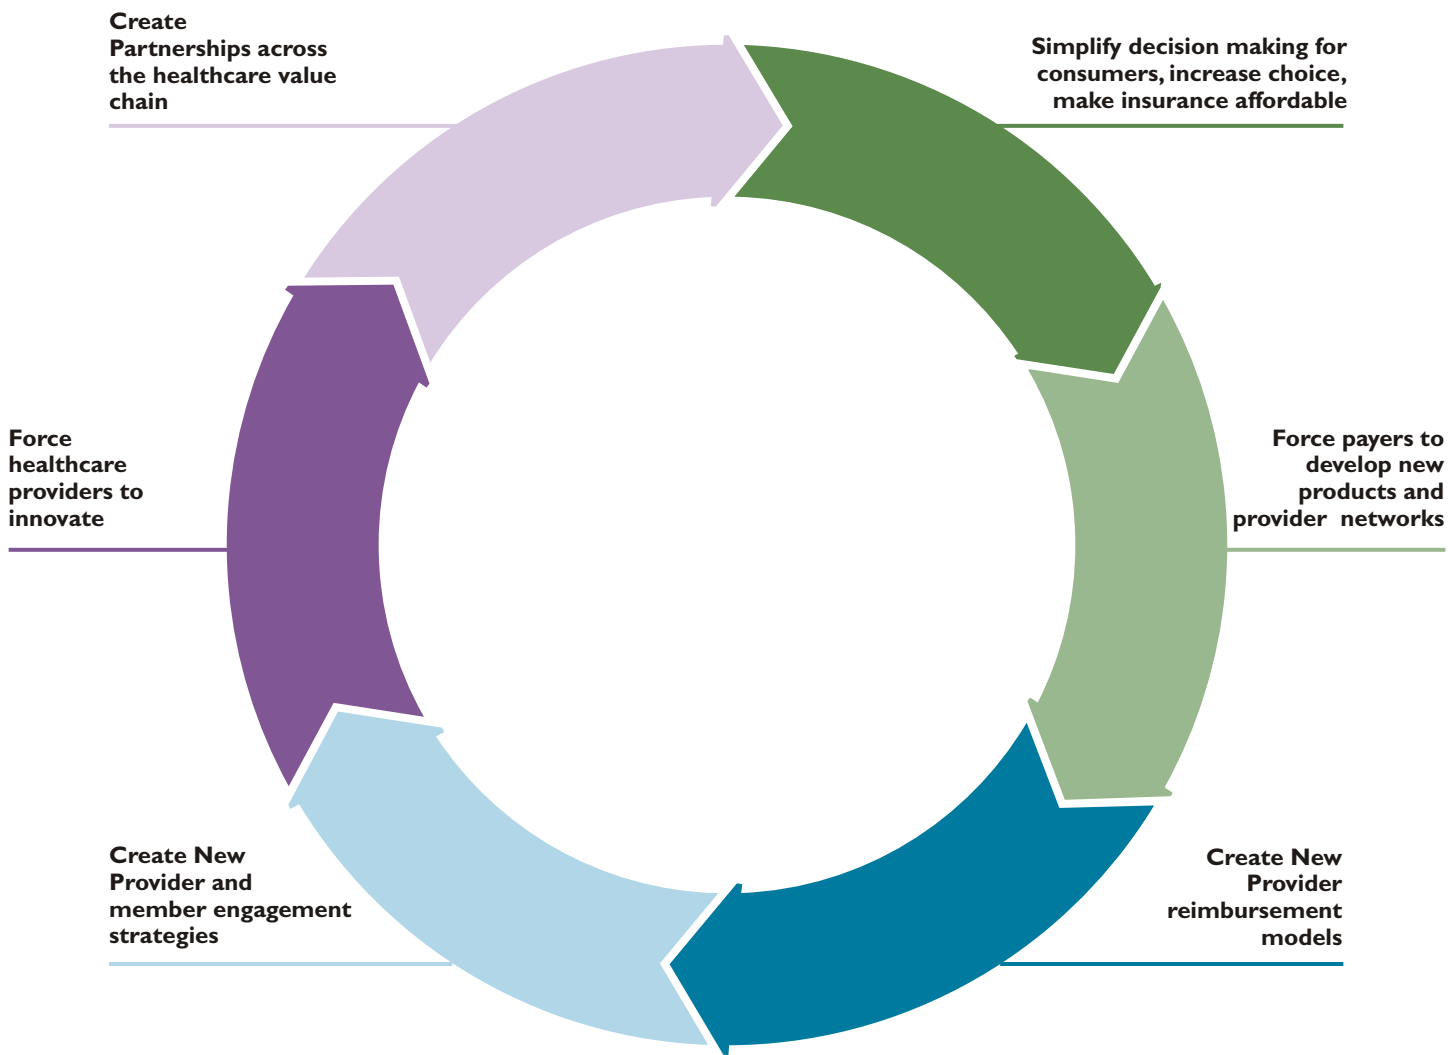 Create
Partnerships across
the healthcare value
chain
Simplify decision making for
consumers, increase choice,
make insurance affordable
Force
healthcare
providers to
innovate
Force payers to
develop new
products and
provider networks
Create New
Provider and
member engagement
strategies
Create New
Provider
reimbursement
models